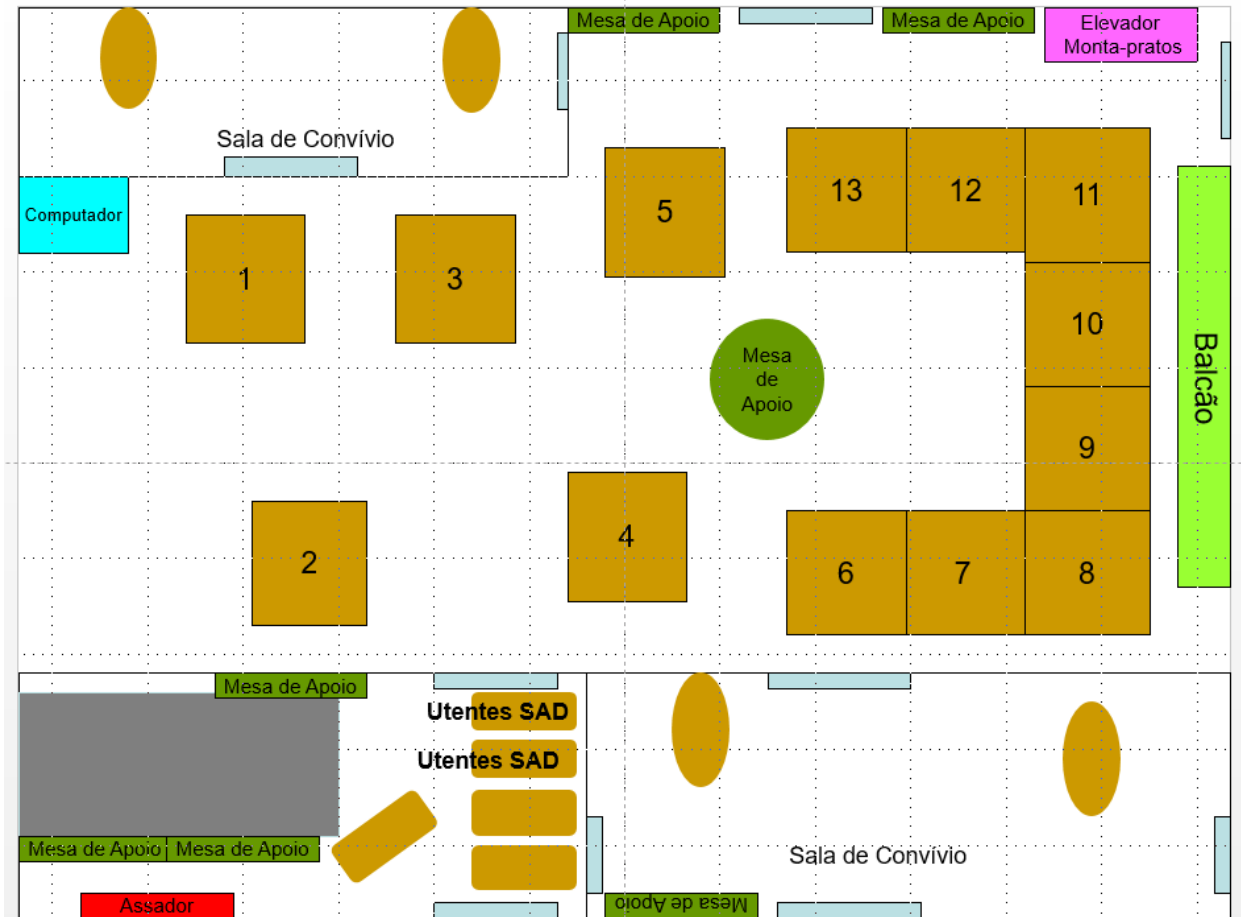 Mesa de Apoio
Mesa de Apoio
Elevador
Monta-pratos
Sala de Convívio
Computador
1
3
5
13
12
11
10
Mesa
de
Apoio
Balcão
9
2
4
6
7
8
Mesa de Apoio
Utentes SAD
Utentes SAD
Mesa de Apoio
Mesa de Apoio
Sala de Convívio
Assador
Mesa de Apoio